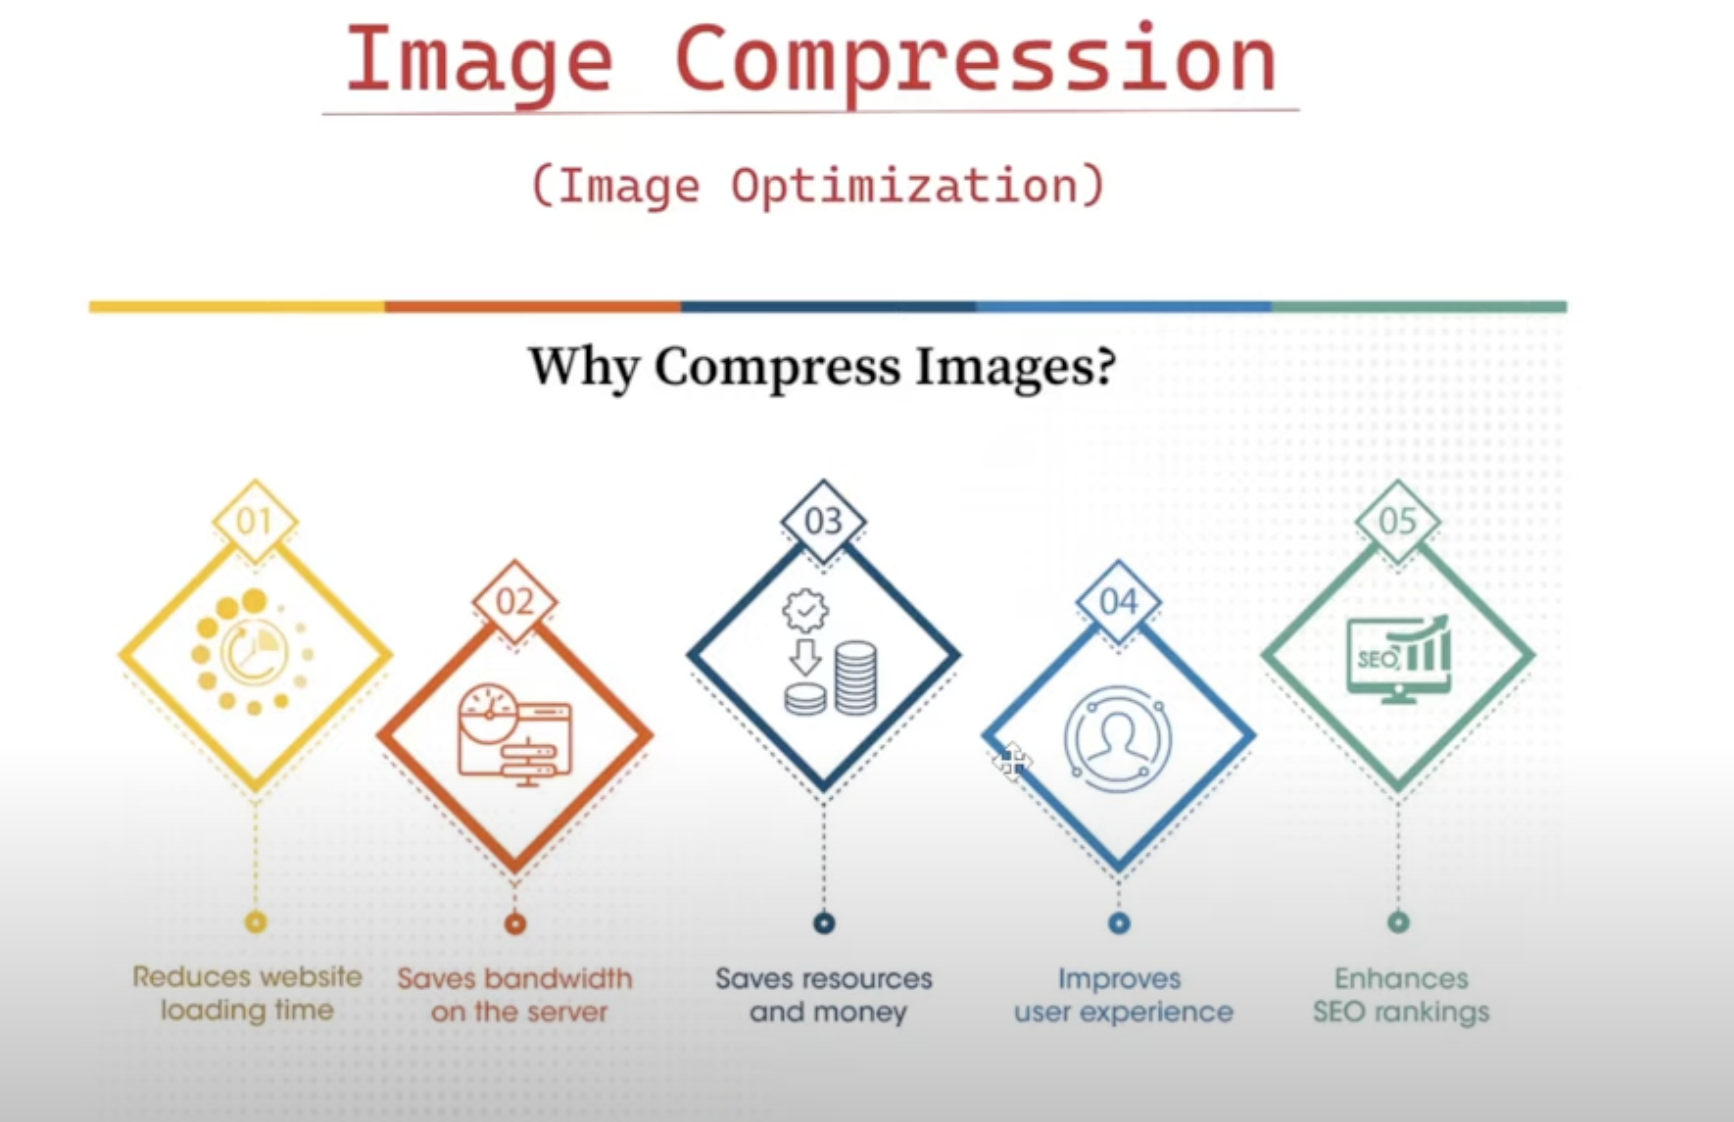 Image Compression
(Image Optimization)
Why Compress Images?
01
02
03
04
05
SEO
Reduces website
loading time
Saves bandwidth
on the server
Saves resources
and money
Improves
user experience
Enhances
SEO rankings